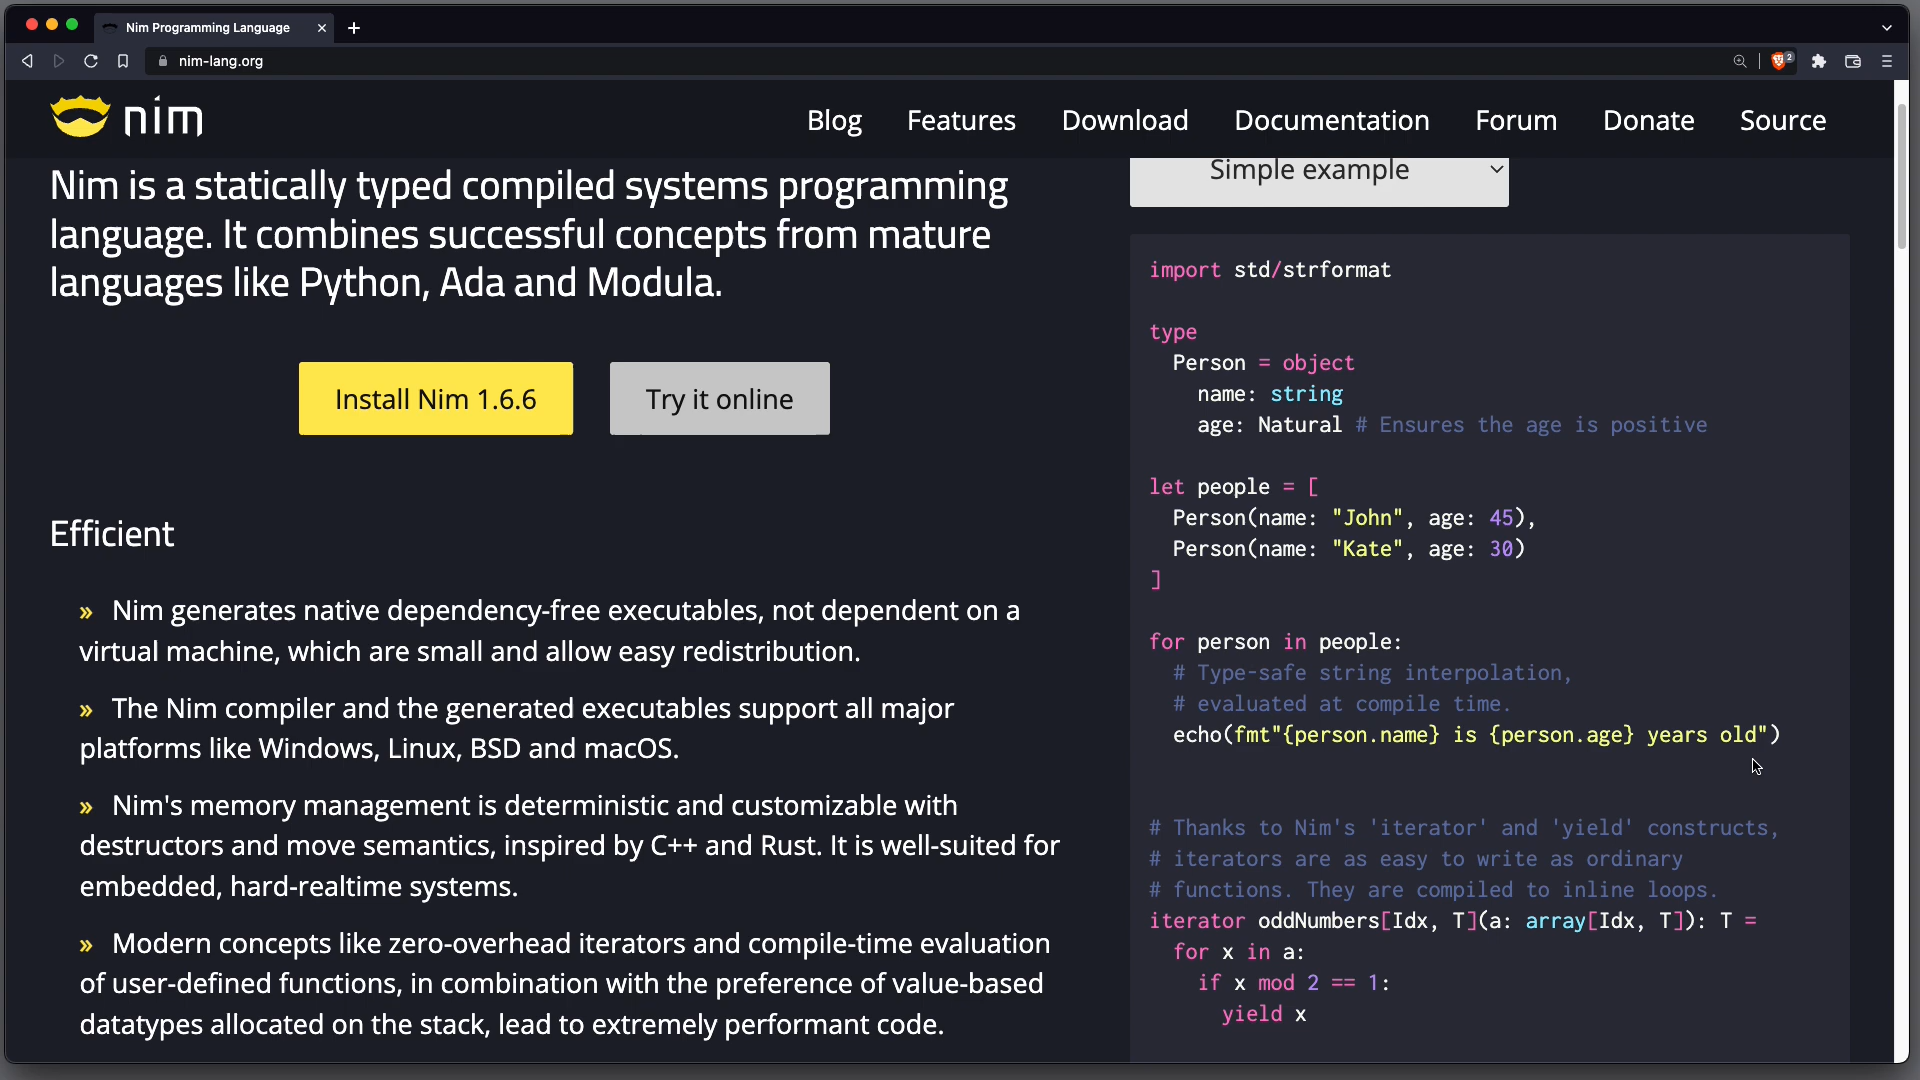 Nim Programming Language
nim-lang.org
2
nim
Blog Features Download Documentation Forum Donate Source
Nim is a statically typed compiled systems programming
language. It combines successful concepts from mature
languages like Python, Ada and Modula.
Install Nim 1.6.6
Try it online
Efficient
» Nim generates native dependency-free executables, not dependent on a
virtual machine, which are small and allow easy redistribution.
» The Nim compiler and the generated executables support all major
platforms like Windows, Linux, BSD and macOS.
» Nim's memory management is deterministic and customizable with
destructors and move semantics, inspired by C++ and Rust. It is well-suited for
embedded, hard-realtime systems.
» Modern concepts like zero-overhead iterators and compile-time evaluation
of user-defined functions, in combination with the preference of value-based
datatypes allocated on the stack, lead to extremely performant code.
Simple example
import std/strformat
type
  Person = object
    name: string
    age: Natural # Ensures the age is positive
let people = [
  Person(name: "John", age: 45),
  Person(name: "Kate", age: 30)
]
for person in people:
  # Type-safe string interpolation,
  # evaluated at compile time.
  echo(fmt"{person.name} is {person.age} years old")
# Thanks to Nim's 'iterator' and 'yield' constructs,
# iterators are as easy to write as ordinary
# functions. They are compiled to inline loops.
iterator oddNumbers[Idx, T](a: array[Idx, T]): T =
  for x in a:
    if x mod 2 == 1:
      yield x